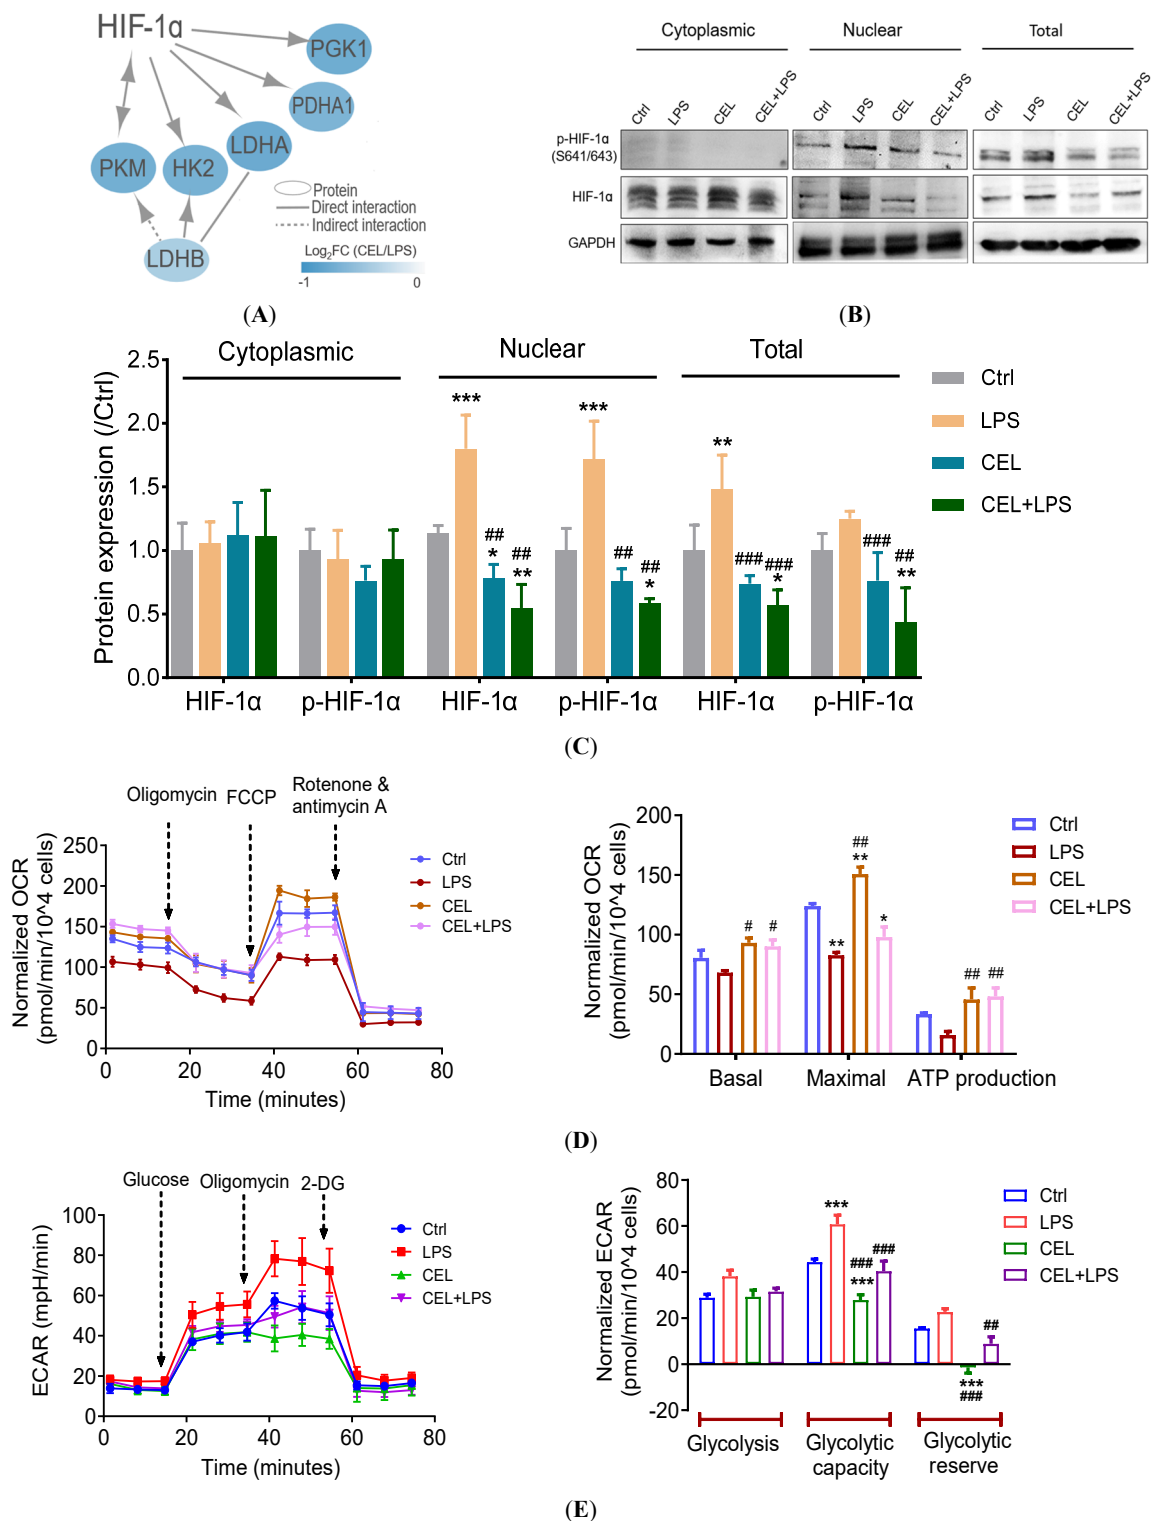 HIF-1α
PGK1
PDHA1
LDHA
PKM
HK2
LDHB
Protein
Direct interaction
Indirect interaction
Log2FC (CEL/LPS)
-1 0
(A)
Cytoplasmic Nuclear Total
Ctrl LPS CEL CEL+LPS Ctrl LPS CEL CEL+LPS Ctrl LPS CEL CEL+LPS
p-HIF-1α
(S641/643)
HIF-1α
GAPDH
(B)
Cytoplasmic Nuclear Total
Protein expression (/Ctrl)
2.5
2.0
1.5
1.0
0.5
0.0
*** *** **
## ## ## ## ### ### ### ##
* ** * * **
HIF-1α p-HIF-1α HIF-1α p-HIF-1α HIF-1α p-HIF-1α
Ctrl
LPS
CEL
CEL+LPS
(C)
Oligomycin FCCP Rotenone &
antimycin A
Normalized OCR
(pmol/min/10^4 cells)
250
200
150
100
50
0
0 20 40 60 80
Time (minutes)
Ctrl
LPS
CEL
CEL+LPS
Normalized OCR
(pmol/min/10^4 cells)
200
150
100
50
0
# # ** ## ** * ## ##
Basal Maximal ATP production
Ctrl
LPS
CEL
CEL+LPS
(D)
Glucose Oligomycin 2-DG
ECAR (mpH/min)
100
80
60
40
20
0
0 20 40 60 80
Time (minutes)
Ctrl
LPS
CEL
CEL+LPS
Normalized ECAR
(pmol/min/10^4 cells)
80
60
40
20
0
-20
*** ### *** ### ## *** ###
Glycolysis Glycolytic Glycolytic
capacity reserve
Ctrl
LPS
CEL
CEL+LPS
(E)